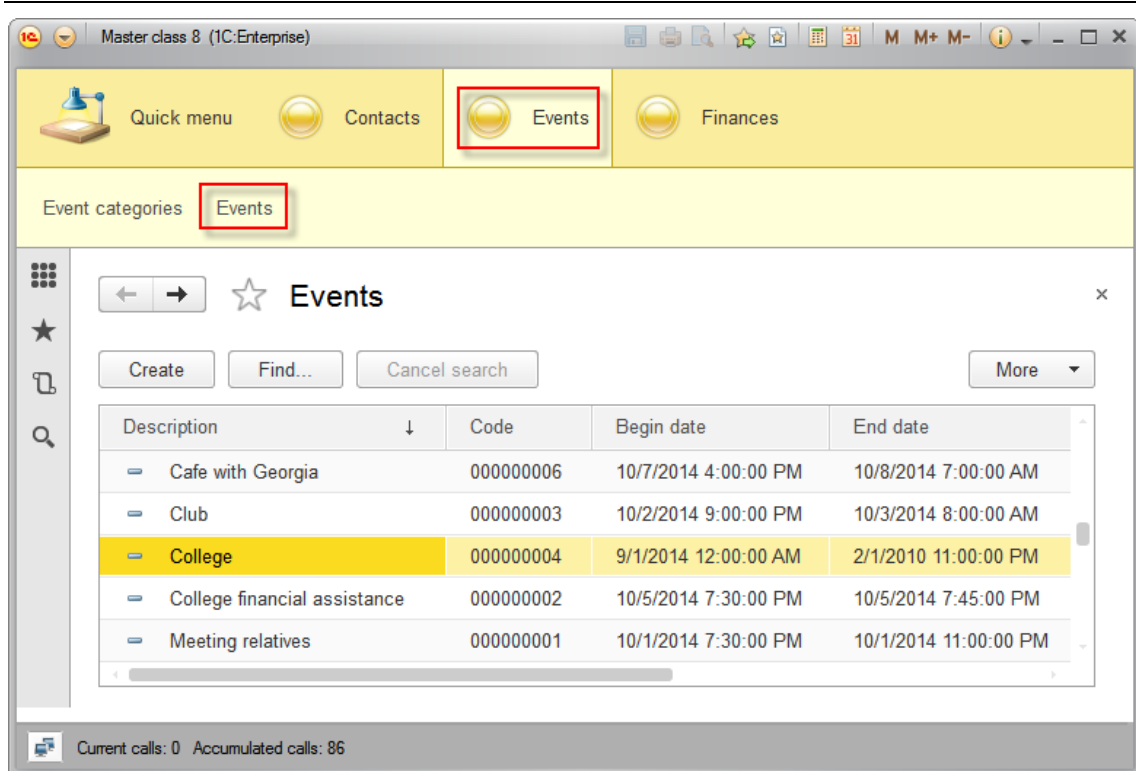 1C Master class 8 (1C:Enterprise) 31 M M+ M- i
Quick menu Contacts Events Finances
Event categories Events
Events
Create Find... Cancel search More
Description ↓ Code Begin date End date
Cafe with Georgia 000000006 10/7/2014 4:00:00 PM 10/8/2014 7:00:00 AM
Club 000000003 10/2/2014 9:00:00 PM 10/3/2014 8:00:00 AM
College 000000004 9/1/2014 12:00:00 AM 2/1/2010 11:00:00 PM
College financial assistance 000000002 10/5/2014 7:30:00 PM 10/5/2014 7:45:00 PM
Meeting relatives 000000001 10/1/2014 7:30:00 PM 10/1/2014 11:00:00 PM
Current calls: 0 Accumulated calls: 86